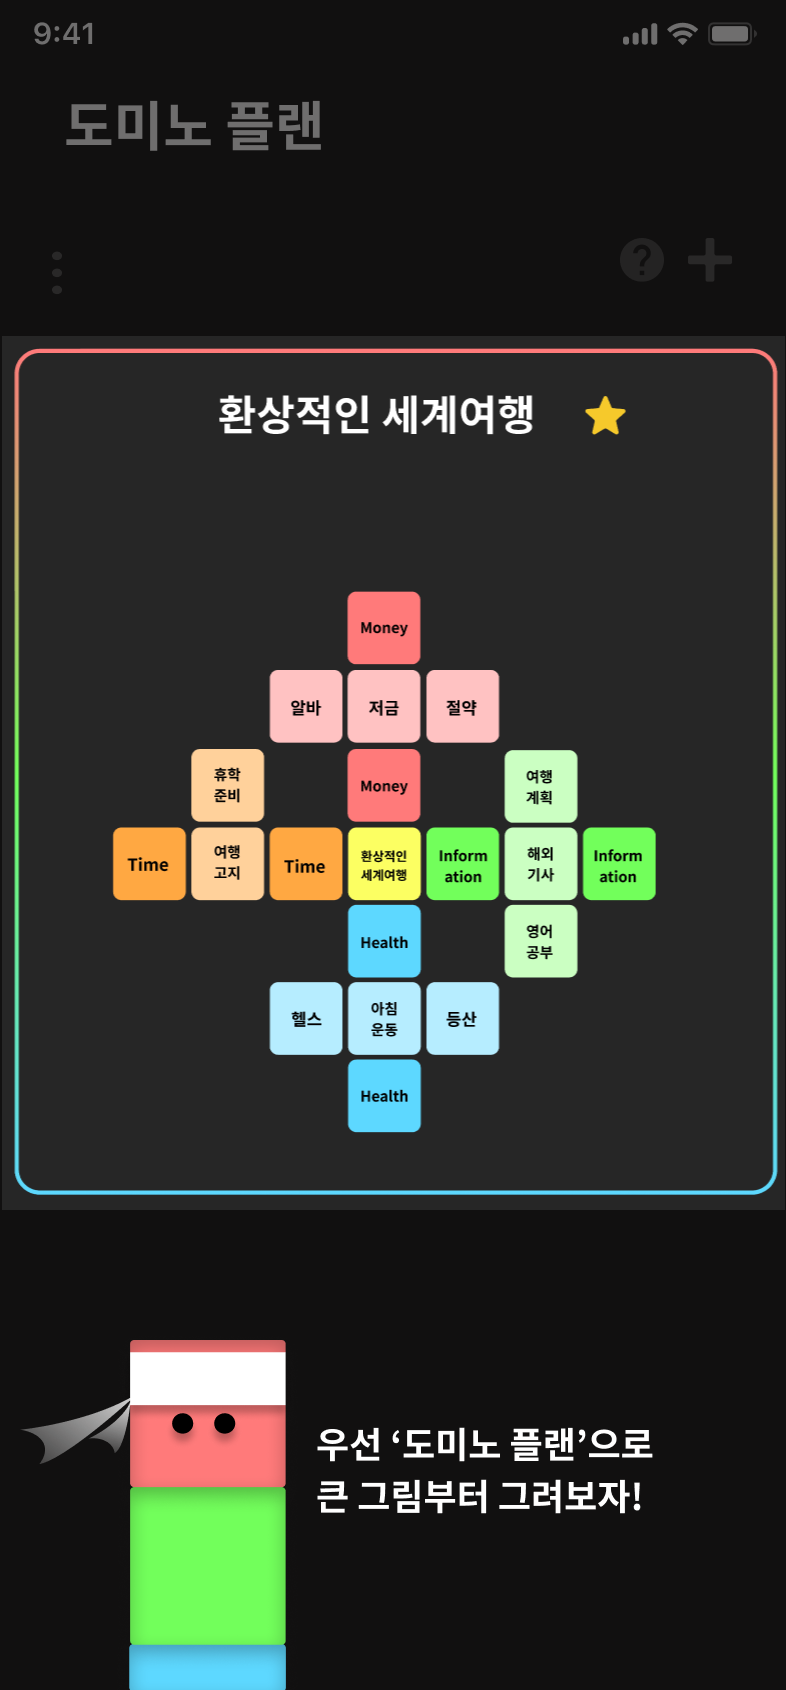 9:41
도미노 플랜
?
환상적인 세계여행
Money
알바 저금 절약
휴학
준비
Money
여행
계획
Time
여행
고지
Time
환상적인
세계여행
Inform
ation
해외
기사
Inform
ation
Health
영어
공부
헬스
아침
운동
등산
Health
우선 ‘도미노 플랜’으로
큰 그림부터 그려보자!